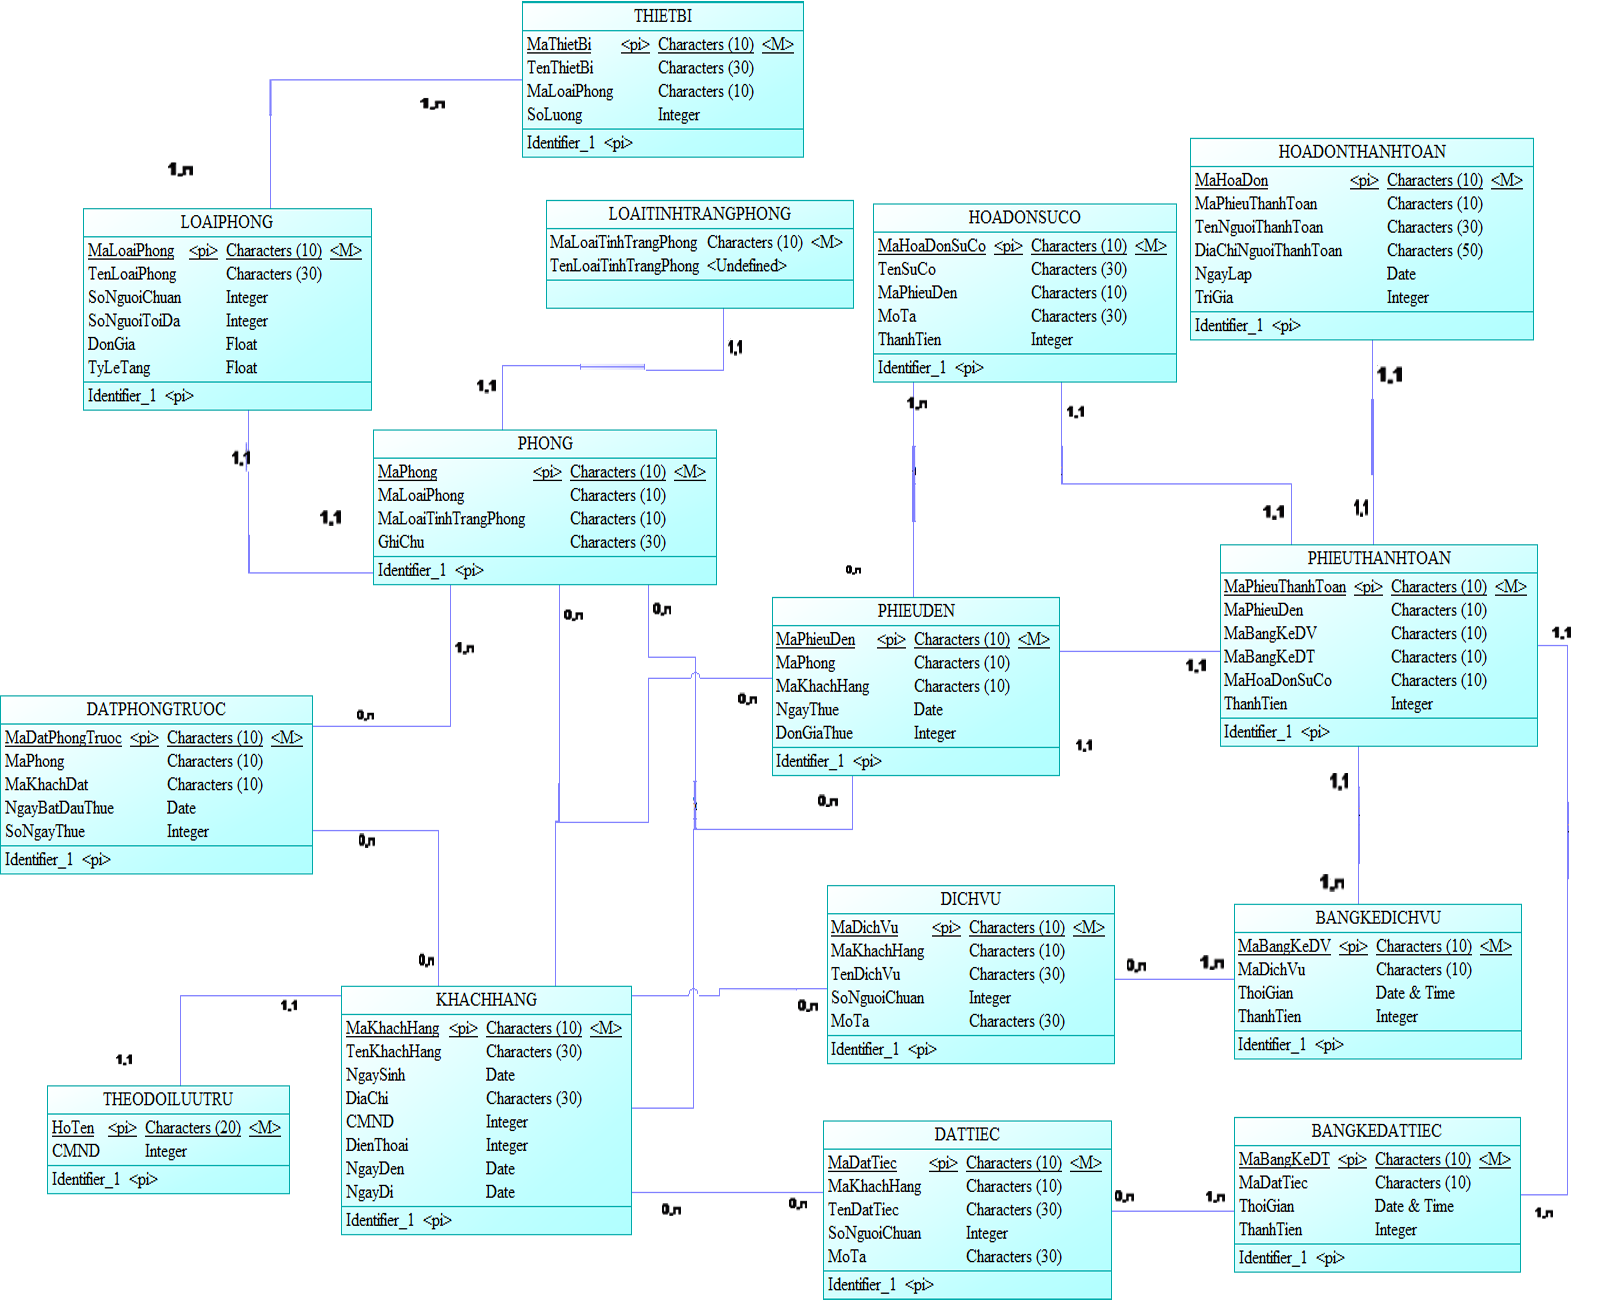 THIETBI
MaThietBi <pi> Characters (10) <M>
TenThietBi Characters (30)
MaLoaiPhong Characters (10)
SoLuong Integer
Identifier_1 <pi>
1,n
1,n
HOADONTHANHTOAN
MaHoaDon <pi> Characters (10) <M>
MaPhieuThanhToan Characters (10)
TenNguoiThanhToan Characters (30)
DiaChiNguoiThanhToan Characters (50)
NgayLap Date
TriGia Integer
Identifier_1 <pi>
LOAIPHONG
MaLoaiPhong <pi> Characters (10) <M>
TenLoaiPhong Characters (30)
SoNguoiChuan Integer
SoNguoiToiDa Integer
DonGia Float
TyLeTang Float
Identifier_1 <pi>
LOAITINHTRANGPHONG
MaLoaiTinhTrangPhong Characters (10) <M>
TenLoaiTinhTrangPhong <Undefined>
HOADONSUCO
MaHoaDonSuCo <pi> Characters (10) <M>
TenSuCo Characters (30)
MaPhieuDen Characters (10)
MoTa Characters (30)
ThanhTien Integer
Identifier_1 <pi>
1,1
1,1
1,1
1,n
1,1
1,1
1,1
1,1
1,1
PHONG
MaPhong <pi> Characters (10) <M>
MaLoaiPhong Characters (10)
MaLoaiTinhTrangPhong Characters (10)
GhiChu Characters (30)
Identifier_1 <pi>
0,n
0,n
0,n
1,n
PHIEUDEN
MaPhieuDen <pi> Characters (10) <M>
MaPhong Characters (10)
MaKhachHang Characters (10)
NgayThue Date
DonGiaThue Integer
Identifier_1 <pi>
PHIEUTHANHTOAN
MaPhieuThanhToan <pi> Characters (10) <M>
MaPhieuDen Characters (10)
MaBangKeDV Characters (10)
MaBangKeDT Characters (10)
MaHoaDonSuCo Characters (10)
ThanhTien Integer
Identifier_1 <pi>
1,1
1,1
0,n
0,n
1,1
1,1
0,n
DATPHONGTRUOC
MaDatPhongTruoc <pi> Characters (10) <M>
MaPhong Characters (10)
MaKhachDat Characters (10)
NgayBatDauThue Date
SoNgayThue Integer
Identifier_1 <pi>
0,n
1,n
0,n
DICHVU
MaDichVu <pi> Characters (10) <M>
MaKhachHang Characters (10)
TenDichVu Characters (30)
SoNguoiChuan Integer
MoTa Characters (30)
Identifier_1 <pi>
0,n
1,n
BANGKEDICHVU
MaBangKeDV <pi> Characters (10) <M>
MaDichVu Characters (10)
ThoiGian Date & Time
ThanhTien Integer
Identifier_1 <pi>
KHACHHANG
MaKhachHang <pi> Characters (10) <M>
TenKhachHang Characters (30)
NgaySinh Date
DiaChi Characters (30)
CMND Integer
DienThoai Integer
NgayDen Date
NgayDi Date
Identifier_1 <pi>
1,1
0,n
1,1
THEODOILUUTRU
HoTen <pi> Characters (20) <M>
CMND Integer
Identifier_1 <pi>
DATTIEC
MaDatTiec <pi> Characters (10) <M>
MaKhachHang Characters (10)
TenDatTiec Characters (30)
SoNguoiChuan Integer
MoTa Characters (30)
Identifier_1 <pi>
BANGKEDATTIEC
MaBangKeDT <pi> Characters (10) <M>
MaDatTiec Characters (10)
ThoiGian Date & Time
ThanhTien Integer
Identifier_1 <pi>
0,n
0,n
0,n
1,n
1,n